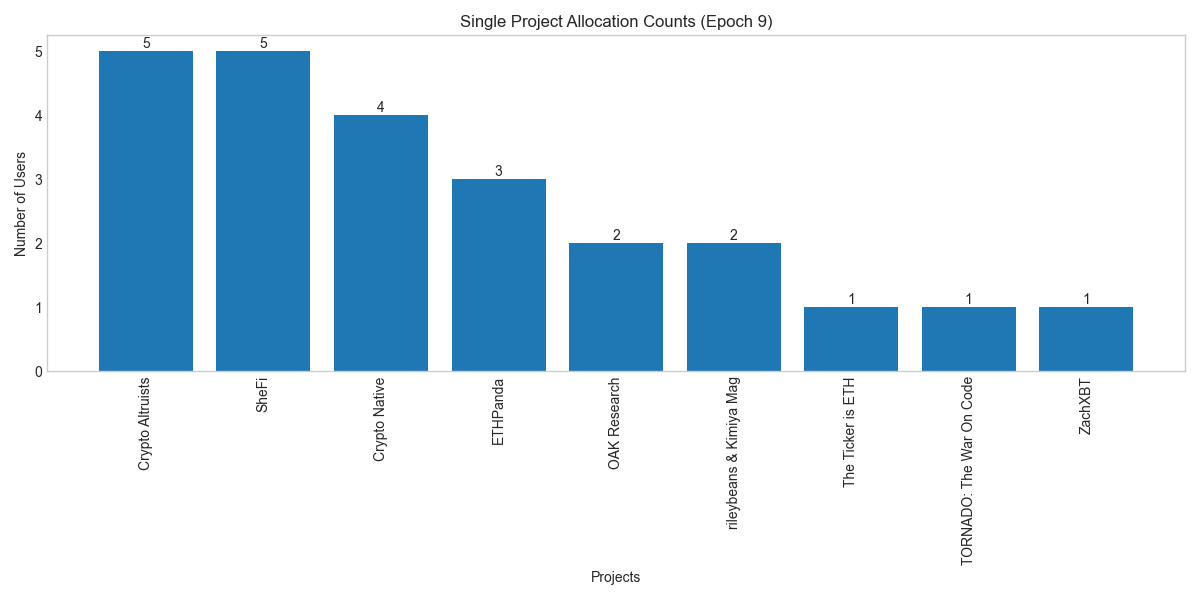 Single Project Allocation Counts (Epoch 9)
Number of Users
5
4
3
2
1
0
5
5
4
3
2
2
1
1
1
Crypto Altruists
SheFi
Crypto Native
ETHPanda
OAK Research
rileybeans & Kimiya Mag
The Ticker is ETH
TORNADO: The War On Code
ZachXBT
Projects